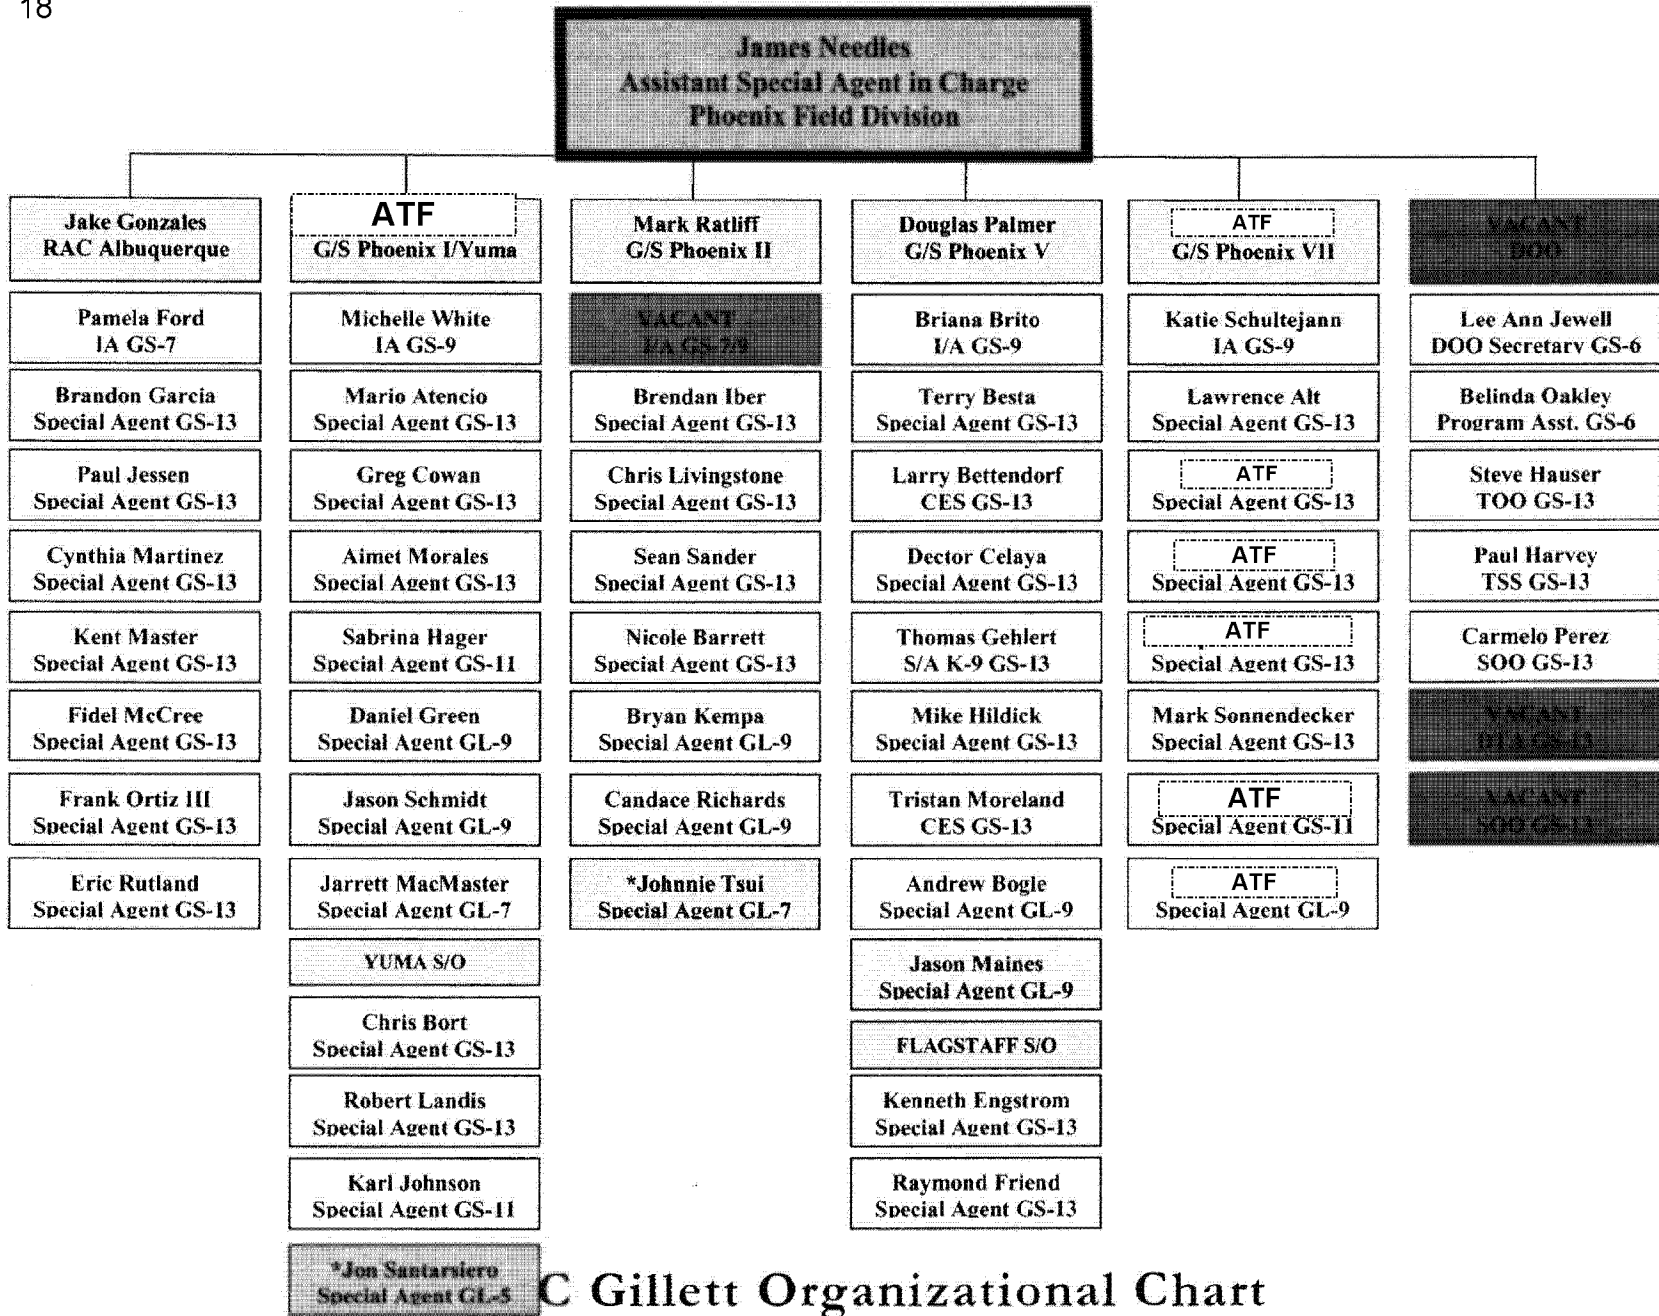 18
James Needles
Assistant Special Agent in Charge
Phoenix Field Division
Jake Gonzales
RAC Albuquerque
Pamela Ford
IA GS-7
Brandon Garcia
Special Agent GS-13
Paul Jessen
Special Agent GS-13
Cynthia Martinez
Special Agent GS-13
Kent Master
Special Agent GS-13
Fidel McCree
Special Agent GS-13
Frank Ortiz III
Special Agent GS-13
Eric Rutland
Special Agent GS-13
ATF
G/S Phoenix I/Yuma
Michelle White
IA GS-9
Mario Atencio
Special Agent GS-13
Greg Cowan
Special Agent GS-13
Aimet Morales
Special Agent GS-13
Sabrina Hager
Special Agent GS-11
Daniel Green
Special Agent GL-9
Jason Schmidt
Special Agent GL-9
Jarrett MacMaster
Special Agent GL-7
YUMA S/O
Chris Bort
Special Agent GS-13
Robert Landis
Special Agent GS-13
Karl Johnson
Special Agent GS-11
*Jon Santarsiero
Special Agent GL-5
Mark Ratliff
G/S Phoenix II
VACANT
I/A GS-7/9
Brendan Iber
Special Agent GS-13
Chris Livingstone
Special Agent GS-13
Sean Sander
Special Agent GS-13
Nicole Barrett
Special Agent GS-13
Bryan Kempa
Special Agent GL-9
Candace Richards
Special Agent GL-9
*Johnnie Tsui
Special Agent GL-7
Douglas Palmer
G/S Phoenix V
Briana Brito
I/A GS-9
Terry Besta
Special Agent GS-13
Larry Bettendorf
CES GS-13
Dector Celaya
Special Agent GS-13
Thomas Gehlert
S/A K-9 GS-13
Mike Hildick
Special Agent GS-13
Tristan Moreland
CES GS-13
Andrew Bogle
Special Agent GL-9
Jason Maines
Special Agent GL-9
FLAGSTAFF S/O
Kenneth Engstrom
Special Agent GS-13
Raymond Friend
Special Agent GS-13
ATF
G/S Phoenix VII
Katie Schultejann
IA GS-9
Lawrence Alt
Special Agent GS-13
ATF
Special Agent GS-13
ATF
Special Agent GS-13
ATF
Special Agent GS-13
Mark Sonnendecker
Special Agent GS-13
ATF
Special Agent GS-11
ATF
Special Agent GL-9
VACANT
DOO
Lee Ann Jewell
DOO Secretary GS-6
Belinda Oakley
Program Asst. GS-6
Steve Hauser
TOO GS-13
Paul Harvey
TSS GS-13
Carmelo Perez
SOO GS-13
VACANT
GS-13
VACANT
SOO GS-13
C Gillett Organizational Chart